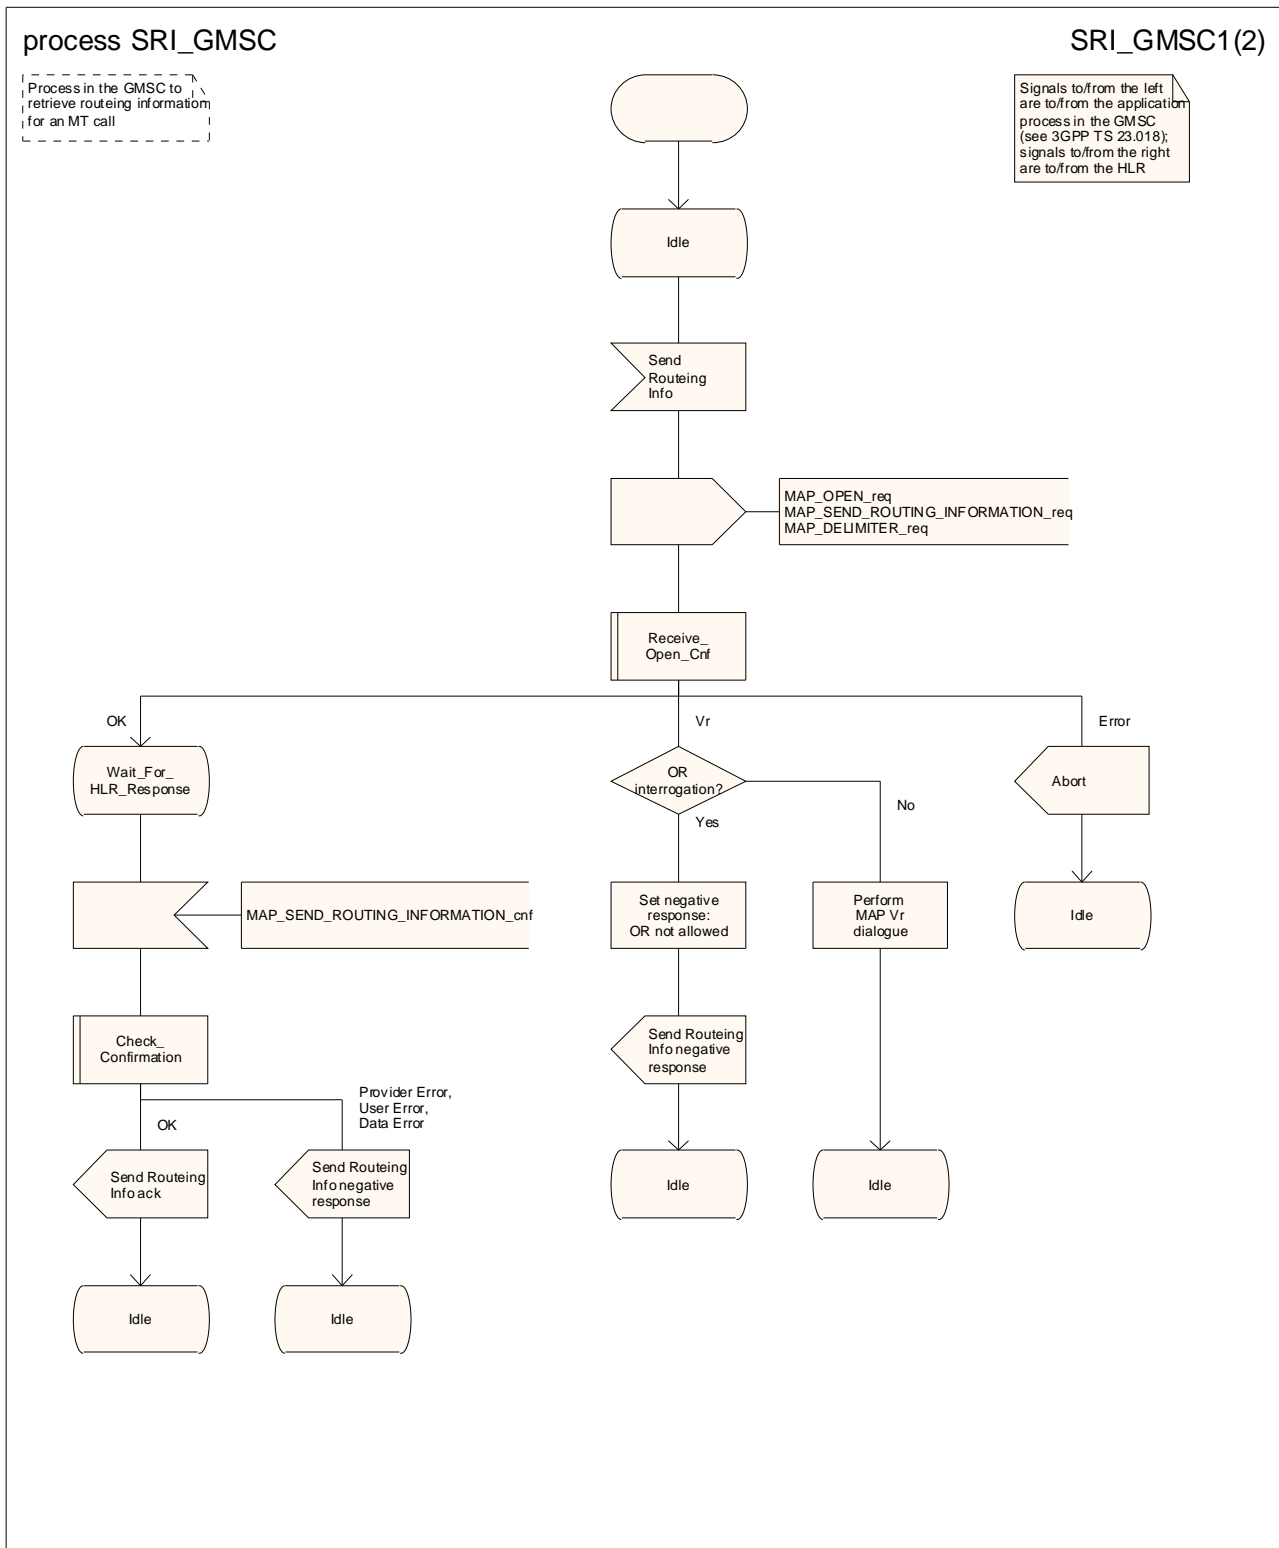 process SRI_GMSC
SRI_GMSC1(2)
Process in the GMSC to
retrieve routeing information
for an MT call
Signals to/from the left
are to/from the application
process in the GMSC
(see 3GPP TS 23.018);
signals to/from the right
are to/from the HLR
Idle
Send
Routeing
Info
MAP_OPEN_req
MAP_SEND_ROUTING_INFORMATION_req
MAP_DELIMITER_req
Receive_
Open_Cnf
OK
Vr
Error
Wait_For_
HLR_Response
OR
interrogation?
Abort
No
Yes
MAP_SEND_ROUTING_INFORMATION_cnf
Set negative
response:
OR not allowed
Perform
MAP Vr
dialogue
Idle
Check_
Confirmation
Send Routeing
Info negative
response
Provider Error,
User Error,
Data Error
OK
Send Routeing
Info ack
Send Routeing
Info negative
response
Idle
Idle
Idle
Idle